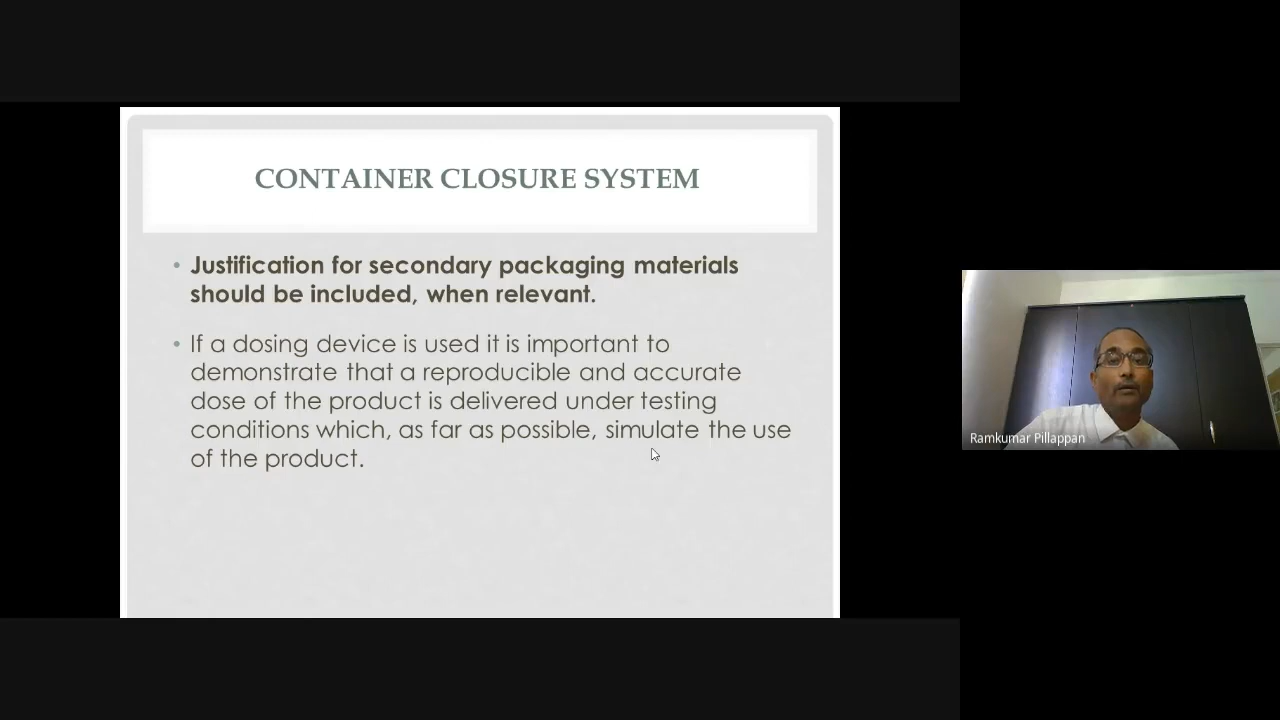 CONTAINER CLOSURE SYSTEM
• Justification for secondary packaging materials
should be included, when relevant.
• If a dosing device is used it is important to
demonstrate that a reproducible and accurate
dose of the product is delivered under testing
conditions which, as far as possible, simulate the use
of the product.
Ramkumar Pillappan